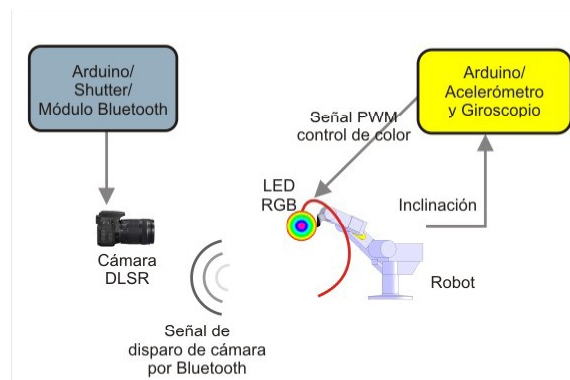 Arduino/
Shutter/
Módulo Bluetooth
Arduino/
Acelerómetro
y Giroscopio
Señal PWM
control de color
LED
RGB
Inclinación
Cámara
DLSR
Robot
Señal de
disparo de cámara
por Bluetooth